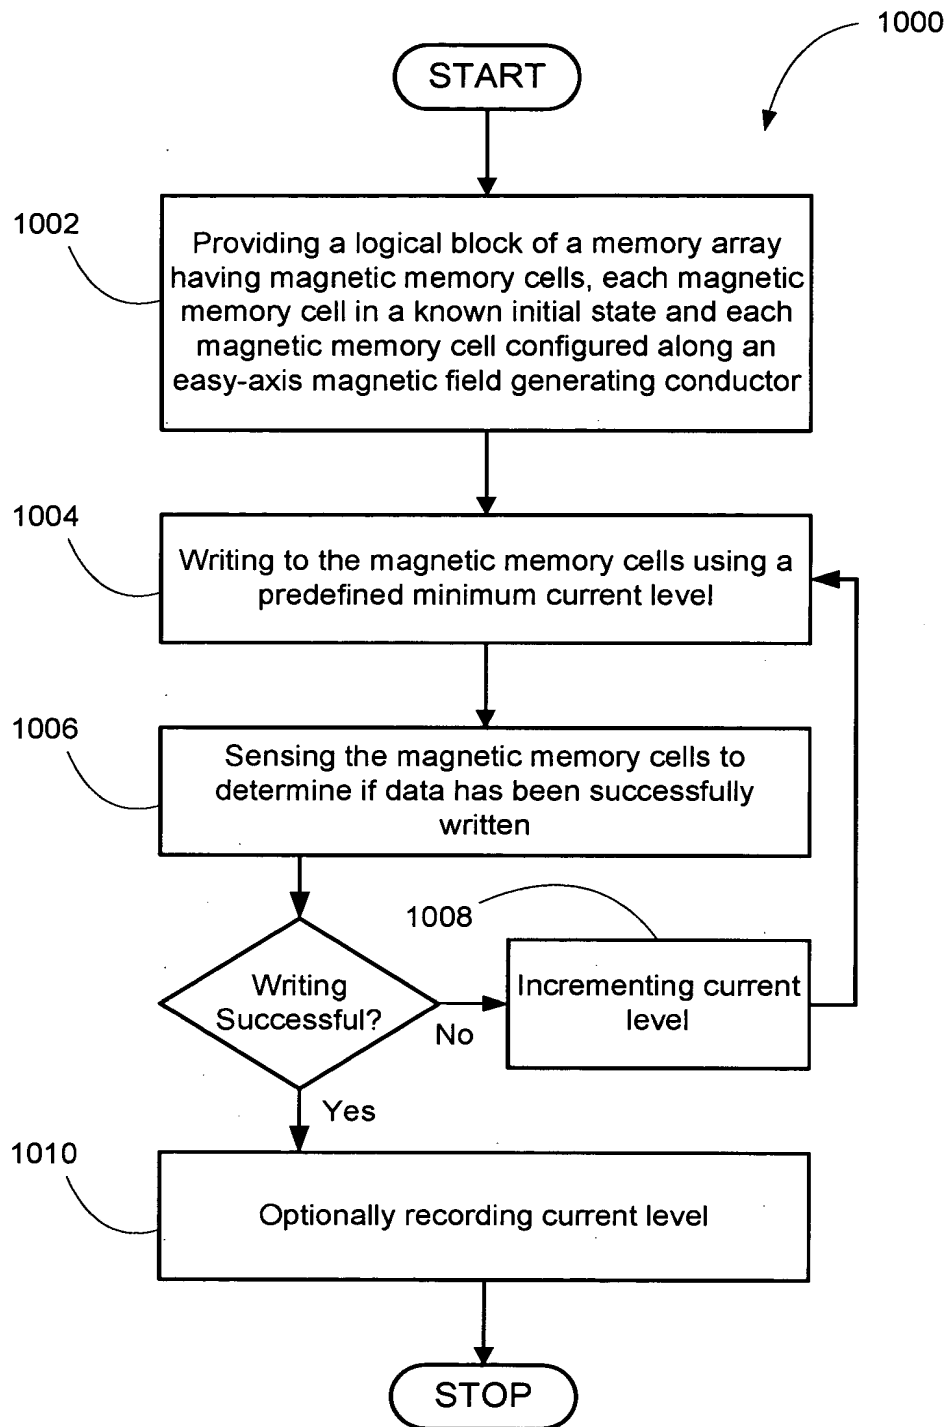 1000
START
1002
Providing a logical block of a memory array
having magnetic memory cells, each magnetic
memory cell in a known initial state and each
magnetic memory cell configured along an
easy-axis magnetic field generating conductor
1004
Writing to the magnetic memory cells using a
predefined minimum current level
1006
Sensing the magnetic memory cells to
determine if data has been successfully
written
1008
Writing
Successful?
No
Incrementing current
level
Yes
1010
Optionally recording current level
STOP